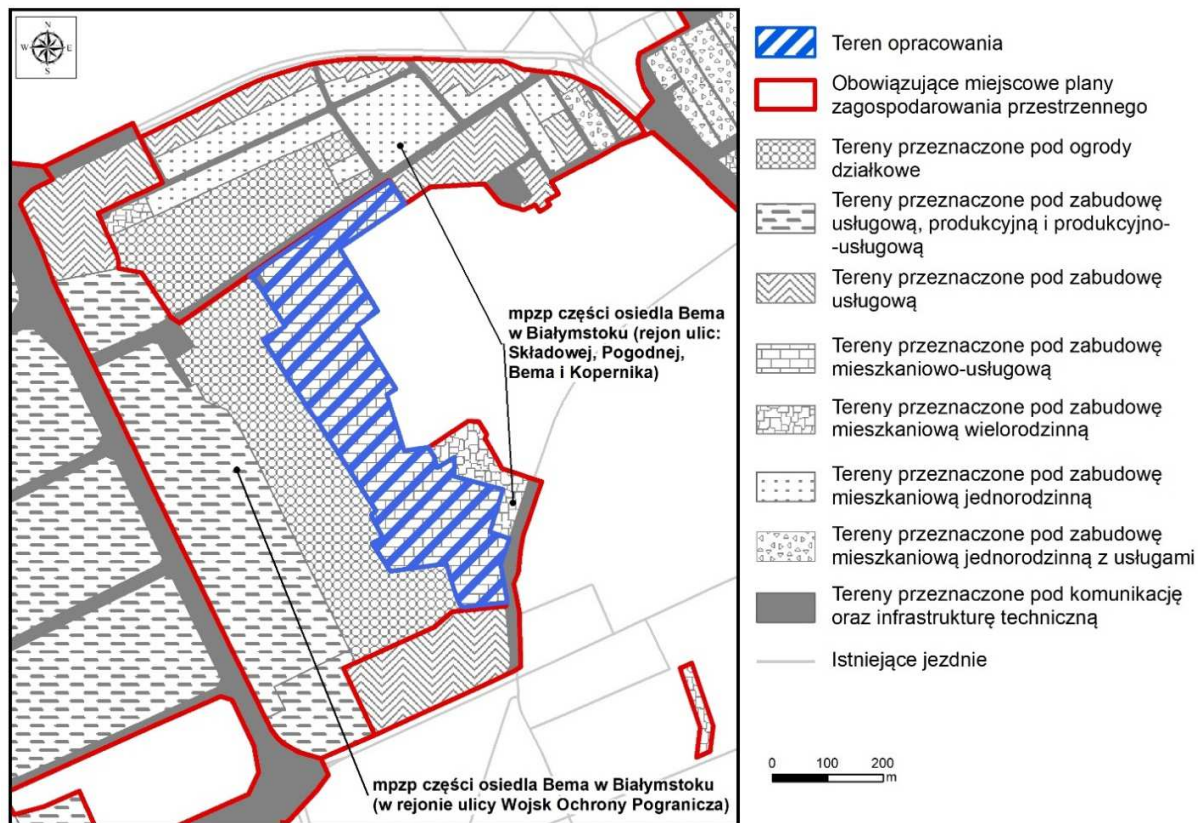 N
W E
S
mpzp części osiedla Bema
w Białymstoku (rejon ulic:
Składowej, Pogodnej,
Bema i Kopernika)
mpzp części osiedla Bema w Białymstoku
(w rejonie ulicy Wojsk Ochrony Pogranicza)
Teren opracowania
Obowiązujące miejscowe plany
zagospodarowania przestrzennego
Tereny przeznaczone pod ogrody
działkowe
Tereny przeznaczone pod zabudowę
usługową, produkcyjną i produkcyjno-
-usługową
Tereny przeznaczone pod zabudowę
usługową
Tereny przeznaczone pod zabudowę
mieszkaniowo-usługową
Tereny przeznaczone pod zabudowę
mieszkaniową wielorodzinną
Tereny przeznaczone pod zabudowę
mieszkaniową jednorodzinną
Tereny przeznaczone pod zabudowę
mieszkaniową jednorodzinną z usługami
Tereny przeznaczone pod komunikację
oraz infrastrukturę techniczną
Istniejące jezdnie
0 100 200
m